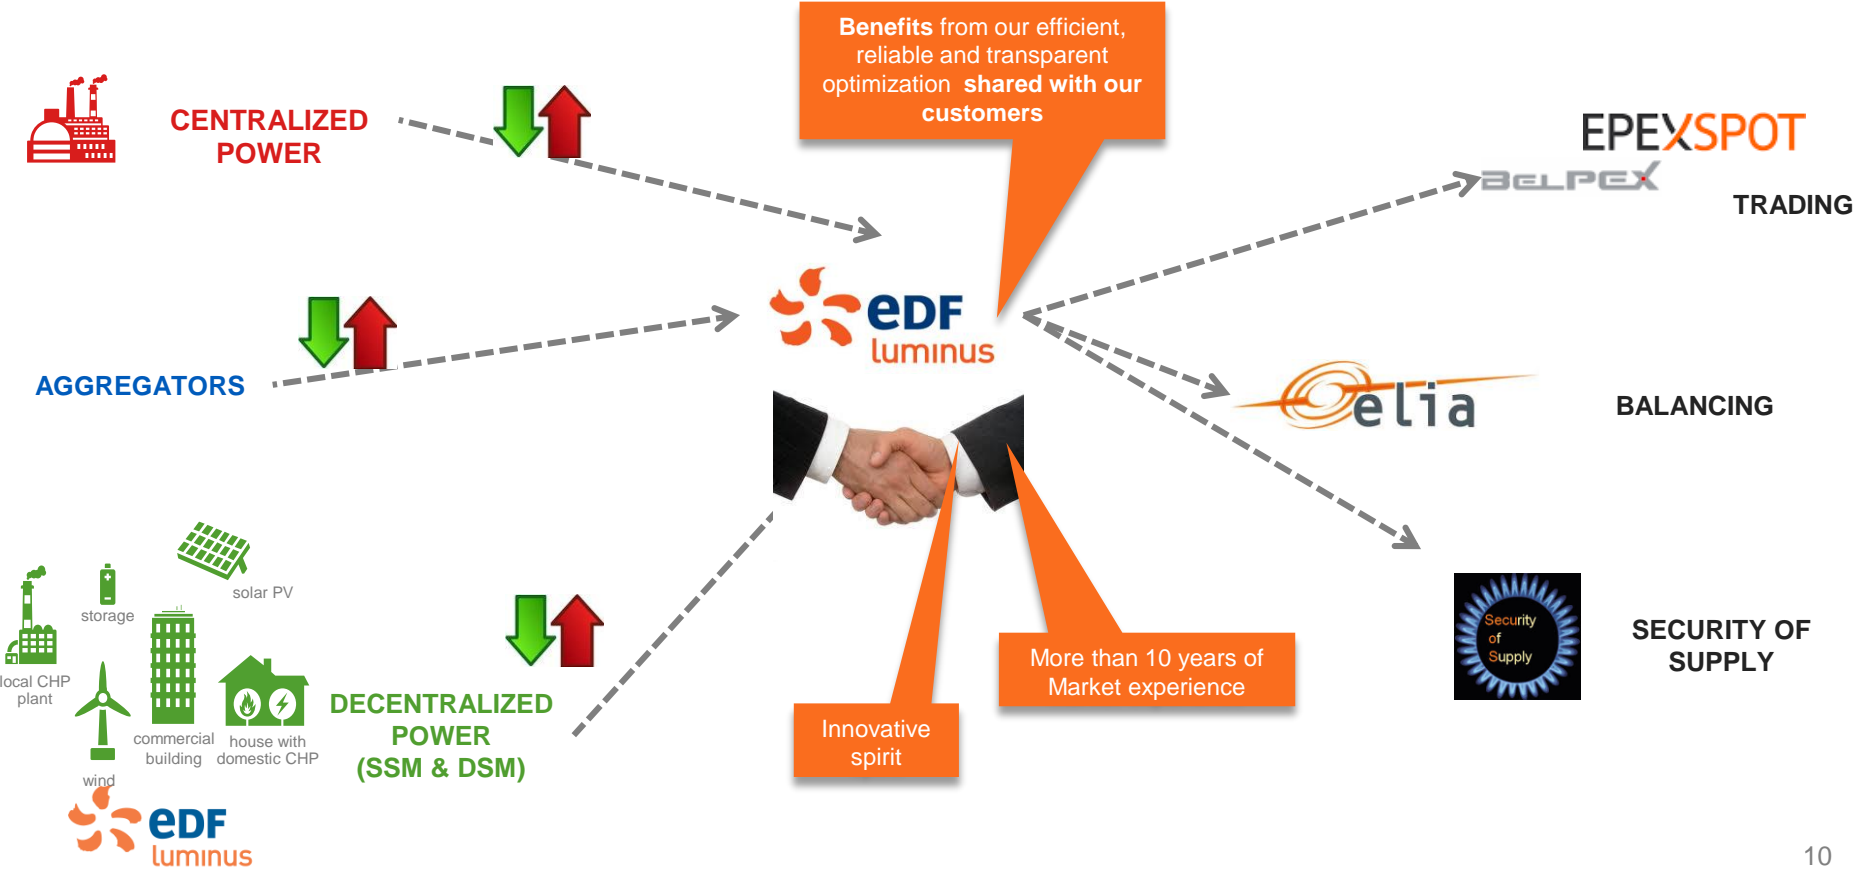 Benefits from our efficient,
reliable and transparent
optimization shared with our
customers
CENTRALIZED
POWER
EPEXSPOT
BELPEX
TRADING
eDF
luminus
AGGREGATORS
elia
BALANCING
solar PV
storage
local CHP
plant
commercial
building
house with
domestic CHP
wind
DECENTRALIZED
POWER
(SSM & DSM)
Innovative
spirit
More than 10 years of
Market experience
Security
of
Supply
SECURITY OF
SUPPLY
eDF
luminus
10